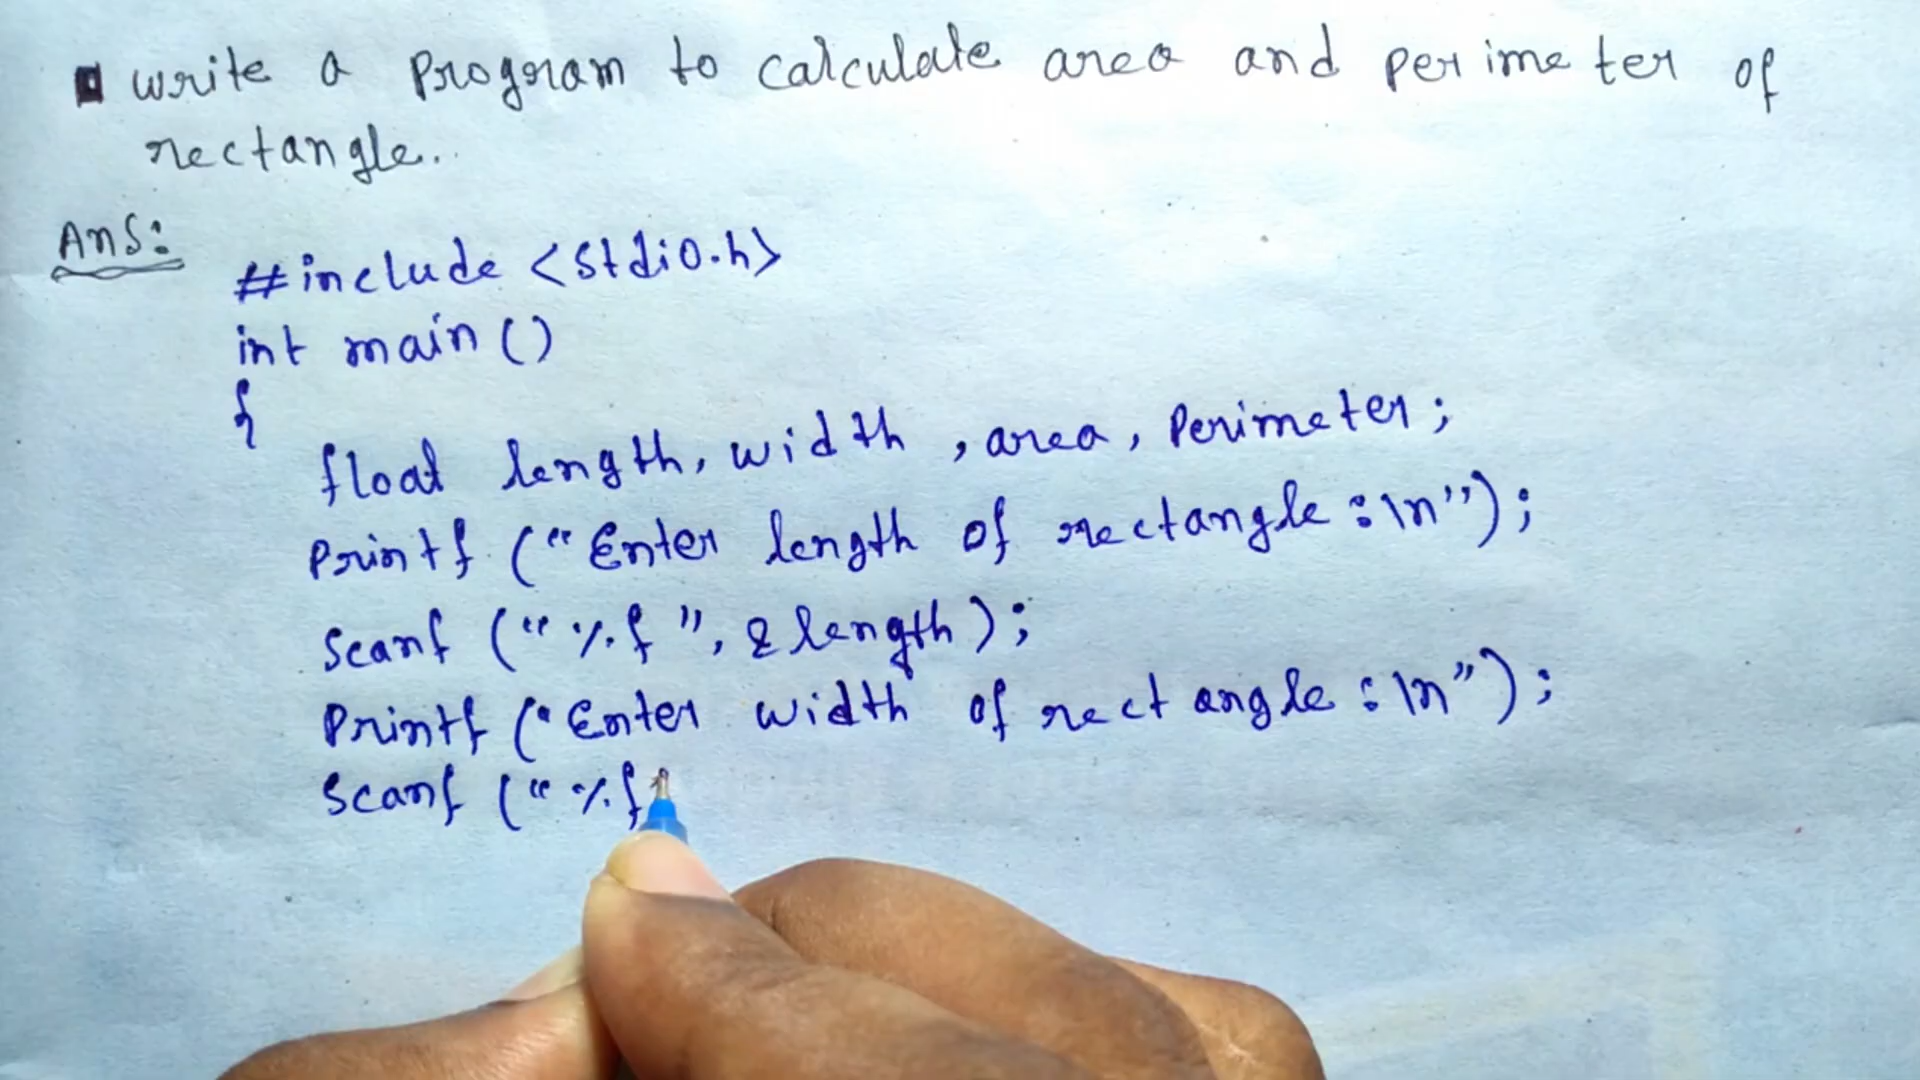 write a program to calculate area and perimeter of
rectangle.
Ans:
#include <stdio.h>
int main ()
{
float length, width, area, Perimeter;
Printf ("Enter length of rectangle :\n");
Scanf ("%f", &length);
Printf ("Enter width of rectangle :\n");
Scanf ("%f